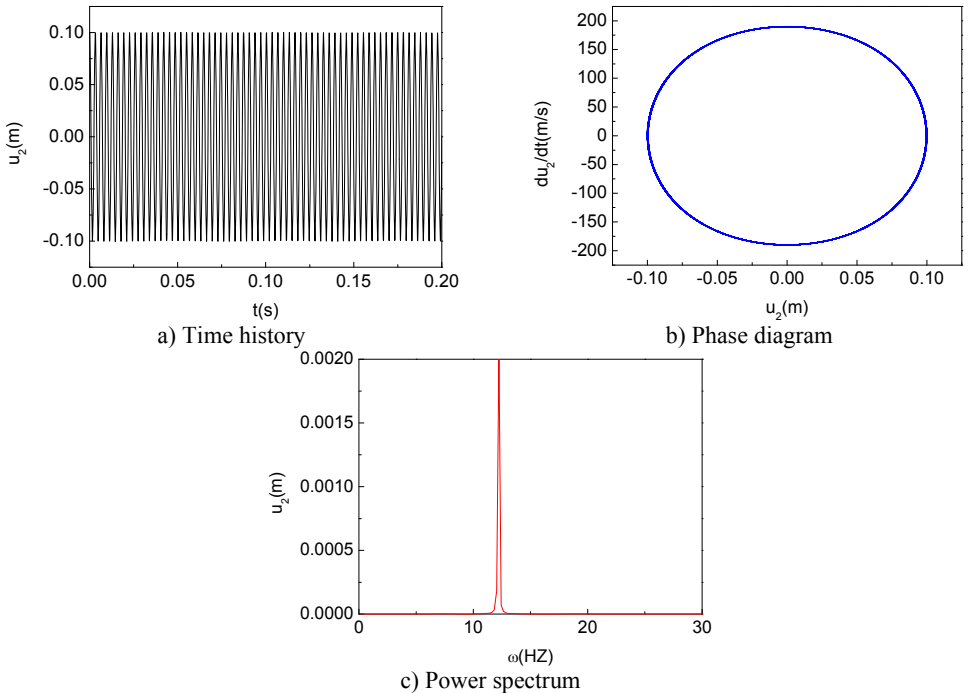 0.10
0.05
0.00
-0.05
-0.10
u2(m)
0.00 0.05 0.10 0.15 0.20
t(s)
a) Time history
200
150
100
50
0
-50
-100
-150
-200
du2/dt(m/s)
-0.10 -0.05 0.00 0.05 0.10
u2(m)
b) Phase diagram
0.0020
0.0015
0.0010
0.0005
0.0000
u2(m)
0 10 20 30
ω(HZ)
c) Power spectrum